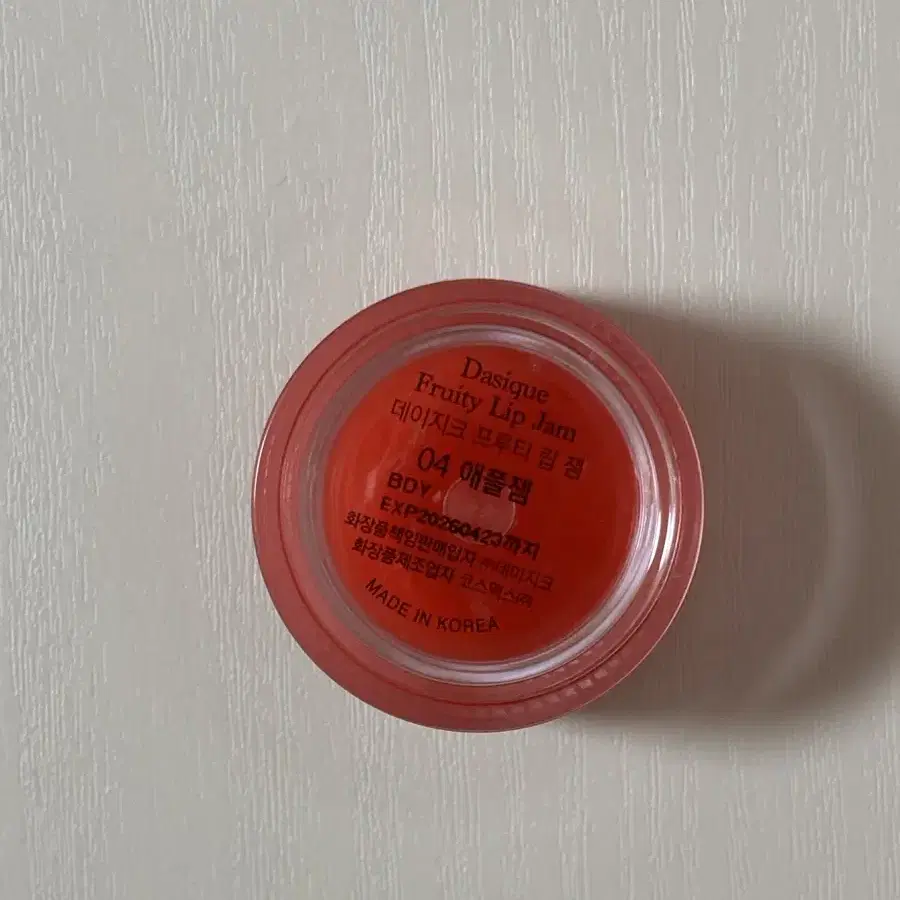 Dasique
Fruity Lip Jam
데이지크 프루티 립 잼
04 애플잼
BDY
EXP20260423까지
화장품책임판매업자 ㈜데이지크
화장품제조업자 코스맥스㈜
MADE IN KOREA